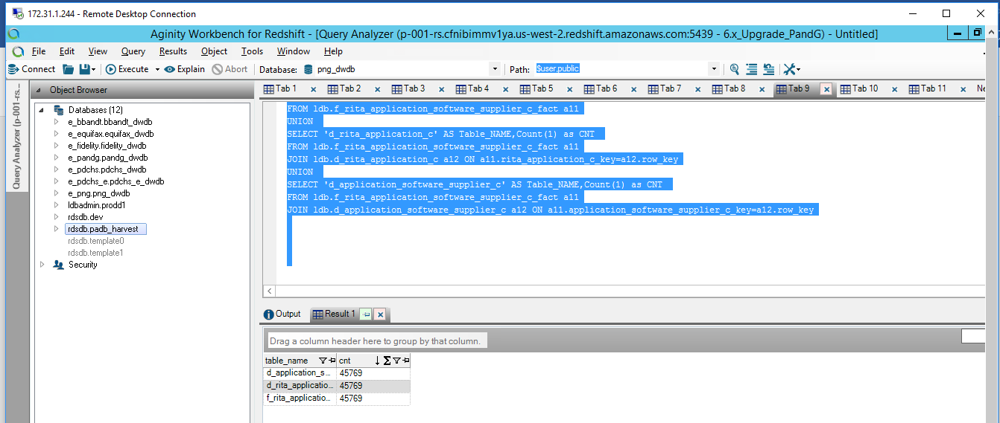 172.31.1.244 - Remote Desktop Connection
Aginity Workbench for Redshift - [Query Analyzer (p-001-rs.cfnibimmv1ya.us-west-2.redshift.amazonaws.com:5439 - 6.x_Upgrade_PandG) - Untitled]
File Edit View Query Results Object Tools Window Help
Connect Execute Explain Abort Database: png_dwdb Path: $user,public
Query Analyzer (p-001-rs....
Object Browser
Tab 1 Tab 2 Tab 3 Tab 4 Tab 5 Tab 6 Tab 7 Tab 8 Tab 9 Tab 10 Tab 11 Ne
Databases (12)
e_bbandt.bbandt_dwdb
e_equifax.equifax_dwdb
e_fidelity.fidelity_dwdb
e_pandg.pandg_dwdb
e_pdchs.pdchs_dwdb
e_pdchs_e.pdchs_e_dwdb
e_png.png_dwdb
ldbadmin.prodd1
rdsdb.dev
rdsdb.padb_harvest
rdsdb.template0
rdsdb.template1
Security
FROM ldb.f_rita_application_software_supplier_c_fact a11
UNION
SELECT 'd_rita_application_c' AS Table_NAME,Count(1) as CNT
FROM ldb.f_rita_application_software_supplier_c_fact a11
JOIN ldb.d_rita_application_c a12 ON a11.rita_application_c_key=a12.row_key
UNION
SELECT 'd_application_software_supplier_c' AS Table_NAME,Count(1) as CNT
FROM ldb.f_rita_application_software_supplier_c_fact a11
JOIN ldb.d_application_software_supplier_c a12 ON a11.application_software_supplier_c_key=a12.row_key
Output Result 1
Drag a column header here to group by that column.
table_name cnt
d_application_s... 45769
d_rita_applicatio... 45769
f_rita_applicatio... 45769